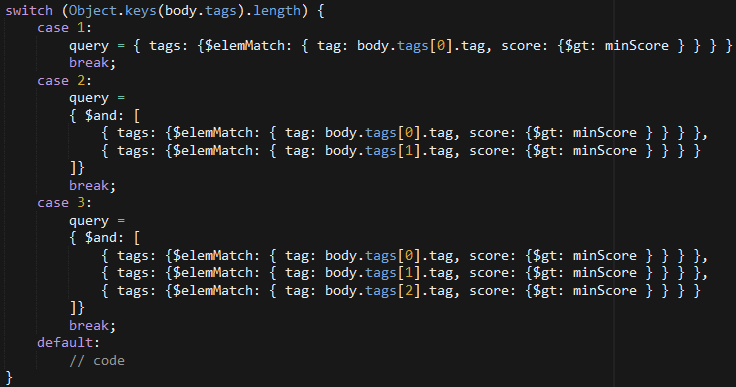 switch (Object.keys(body.tags).length) {
    case 1:
        query = { tags: {$elemMatch: { tag: body.tags[0].tag, score: {$gt: minScore } } } }
        break;
    case 2:
        query =
        { $and: [
            { tags: {$elemMatch: { tag: body.tags[0].tag, score: {$gt: minScore } } } },
            { tags: {$elemMatch: { tag: body.tags[1].tag, score: {$gt: minScore } } } }
        ]}
        break;
    case 3:
        query =
        { $and: [
            { tags: {$elemMatch: { tag: body.tags[0].tag, score: {$gt: minScore } } } },
            { tags: {$elemMatch: { tag: body.tags[1].tag, score: {$gt: minScore } } } },
            { tags: {$elemMatch: { tag: body.tags[2].tag, score: {$gt: minScore } } } }
        ]}
        break;
    default:
        // code
}